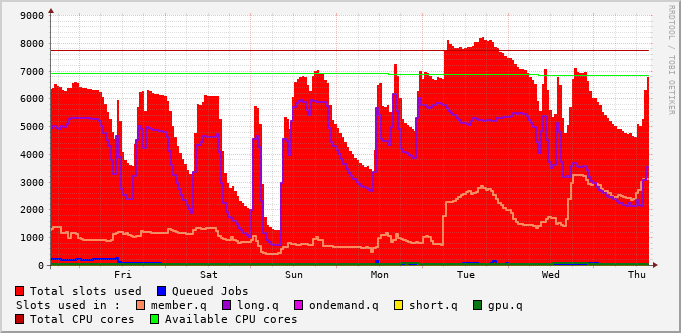 RRDTOOL / TOBI OETIKER
9000
8000
7000
6000
5000
4000
3000
2000
1000
0
Fri Sat Sun Mon Tue Wed Thu
Total slots used Queued Jobs
Slots used in : member.q long.q ondemand.q short.q gpu.q
Total CPU cores Available CPU cores